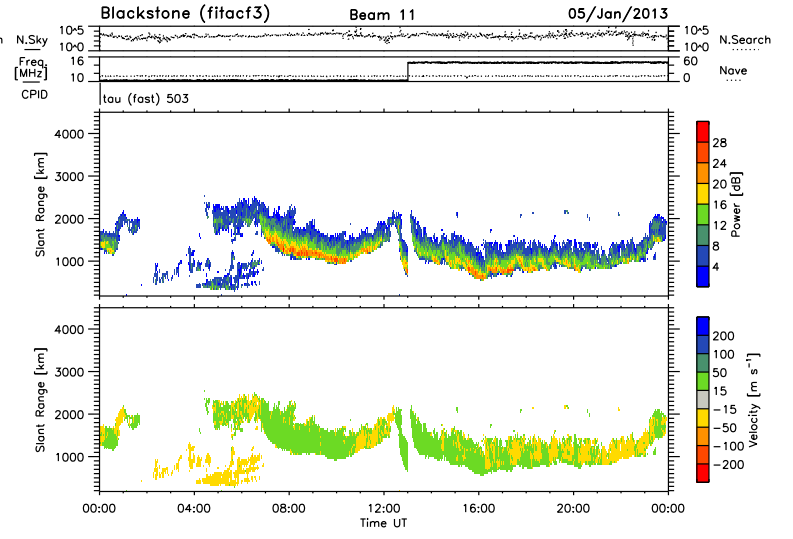 Blackstone (fitacf3) Beam 11 05/Jan/2013
n N.Sky 10^5 10^0 10^5 10^0 N.Search
Freq. [MHz] 16 10 60 0 Nave
CPID tau (fast) 503
Slant Range [km] 4000 3000 2000 1000
28 24 20 16 12 8 4 Power [dB]
Slant Range [km] 4000 3000 2000 1000
200 100 50 15 −15 −50 −100 −200 Velocity [m s⁻¹]
00:00 04:00 08:00 12:00 16:00 20:00 00:00
Time UT